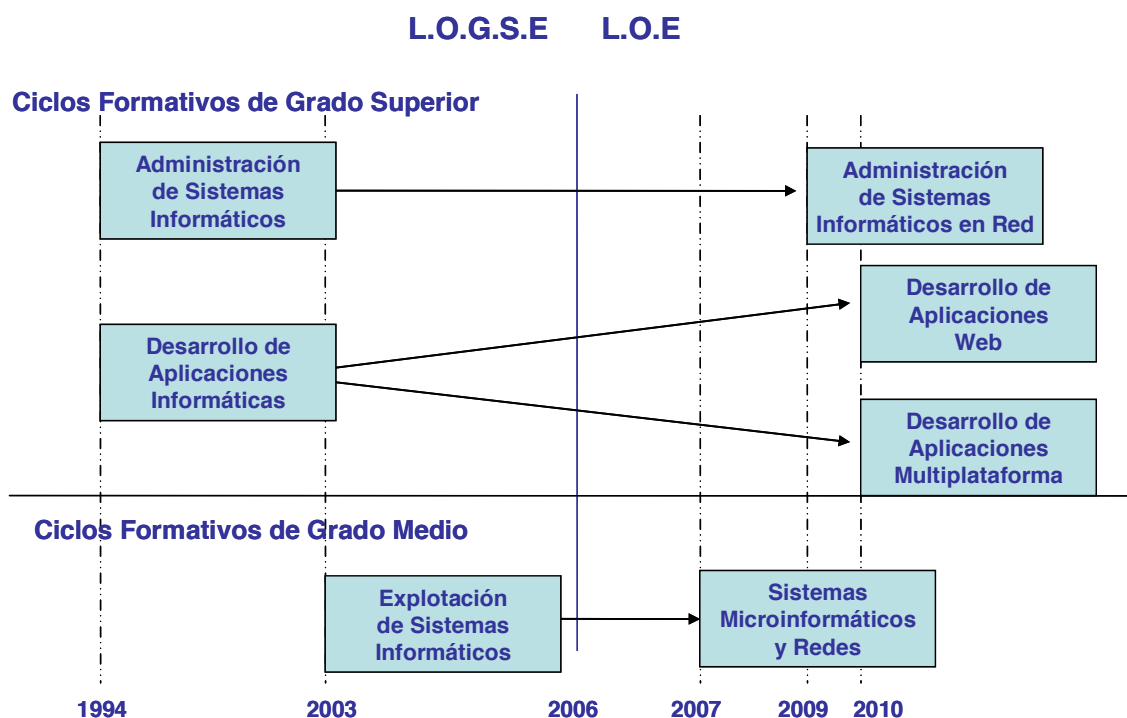 L.O.G.S.E L.O.E
Ciclos Formativos de Grado Superior
Administración
de Sistemas
Informáticos
Administración
de Sistemas
Informáticos en Red
Desarrollo de
Aplicaciones
Informáticas
Desarrollo de
Aplicaciones
Web
Desarrollo de
Aplicaciones
Multiplataforma
Ciclos Formativos de Grado Medio
Explotación
de Sistemas
Informáticos
Sistemas
Microinformáticos
y Redes
1994 2003 2006 2007 2009 2010